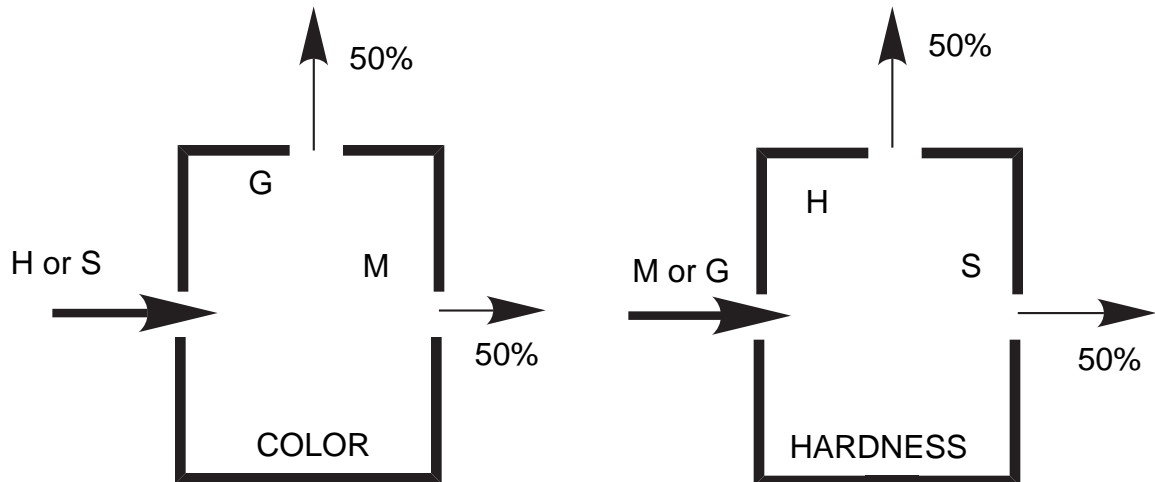 50%
G
H or S
M
50%
COLOR
50%
H
M or G
S
50%
HARDNESS